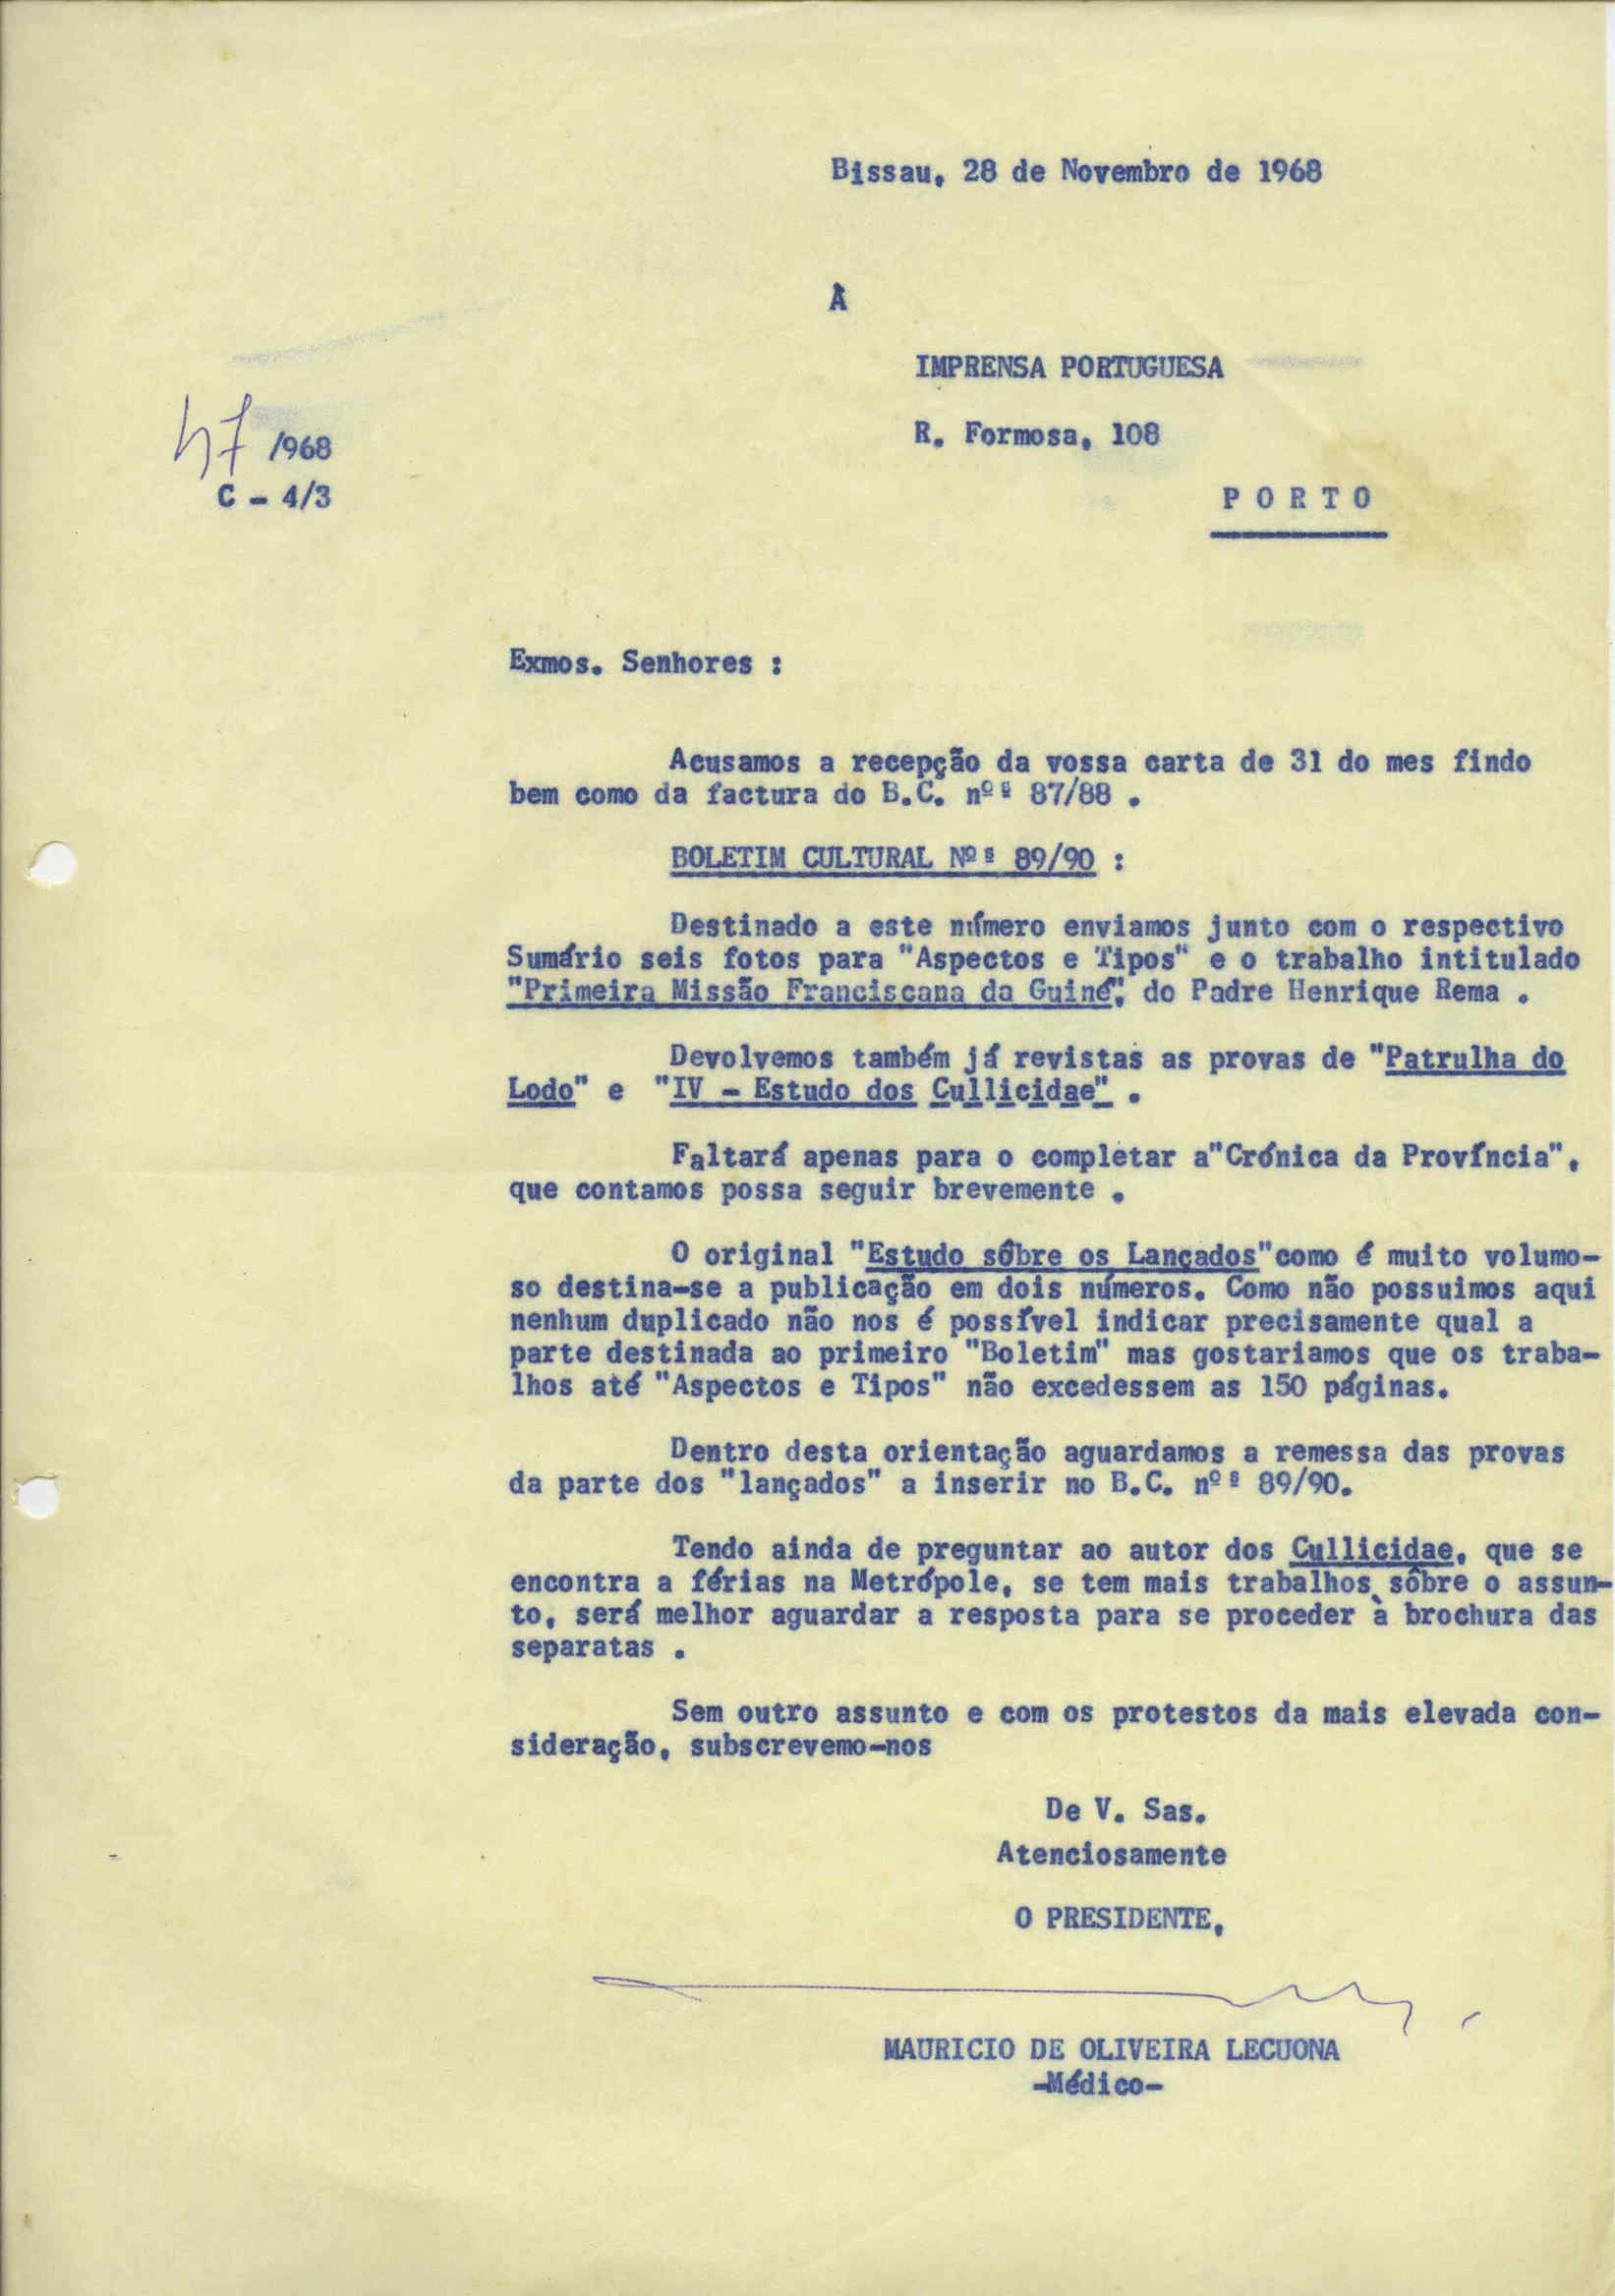 Bissau, 28 de Novembro de 1968
À
IMPRENSA PORTUGUESA
R. Formosa, 108
47 /968
C - 4/3
PORTO
Exmos. Senhores :
Acusamos a recepção da vossa carta de 31 do mes findo
bem como da factura do B.C. nºs 87/88 .
BOLETIM CULTURAL Nºs 89/90 :
Destinado a este número enviamos junto com o respectivo
Sumário seis fotos para "Aspectos e Tipos" e o trabalho intitulado
"Primeira Missão Franciscana da Guiné", do Padre Henrique Rema .
Devolvemos também já revistas as provas de "Patrulha do
Lodo" e "IV - Estudo dos Cullicidae" .
Faltará apenas para o completar a"Crónica da Província",
que contamos possa seguir brevemente .
O original "Estudo sôbre os Lançados"como é muito volumo-
so destina-se a publicação em dois números. Como não possuimos aqui
nenhum duplicado não nos é possível indicar precisamente qual a
parte destinada ao primeiro "Boletim" mas gostariamos que os traba-
lhos até "Aspectos e Tipos" não excedessem as 150 páginas.
Dentro desta orientação aguardamos a remessa das provas
da parte dos "lançados" a inserir no B.C. nºs 89/90.
Tendo ainda de preguntar ao autor dos Cullicidae, que se
encontra a férias na Metrópole, se tem mais trabalhos sôbre o assun-
to, será melhor aguardar a resposta para se proceder à brochura das
separatas .
Sem outro assunto e com os protestos da mais elevada con-
sideração, subscrevemo-nos
De V. Sas.
Atenciosamente
O PRESIDENTE,
MAURICIO DE OLIVEIRA LECUONA
-Médico-